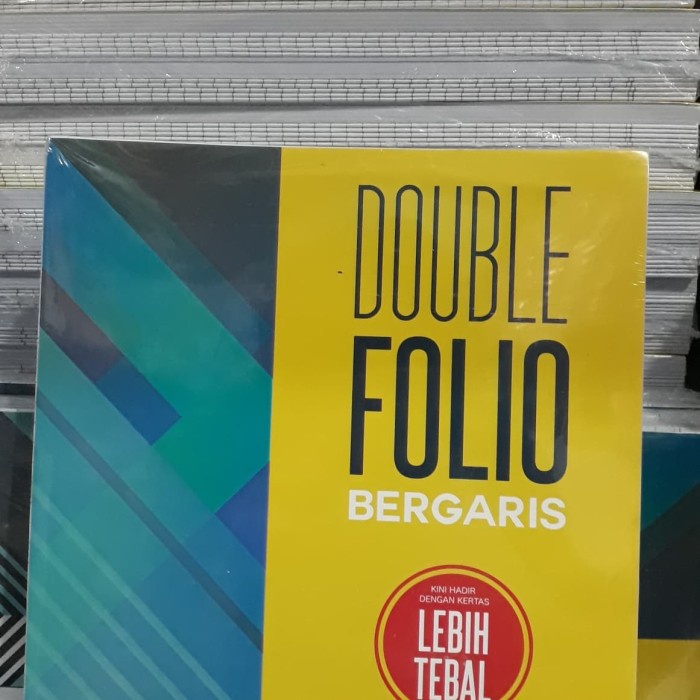 DOUBLE
FOLIO
BERGARIS
KINI HADIR
DENGAN KERTAS
LEBIH
TEBAL